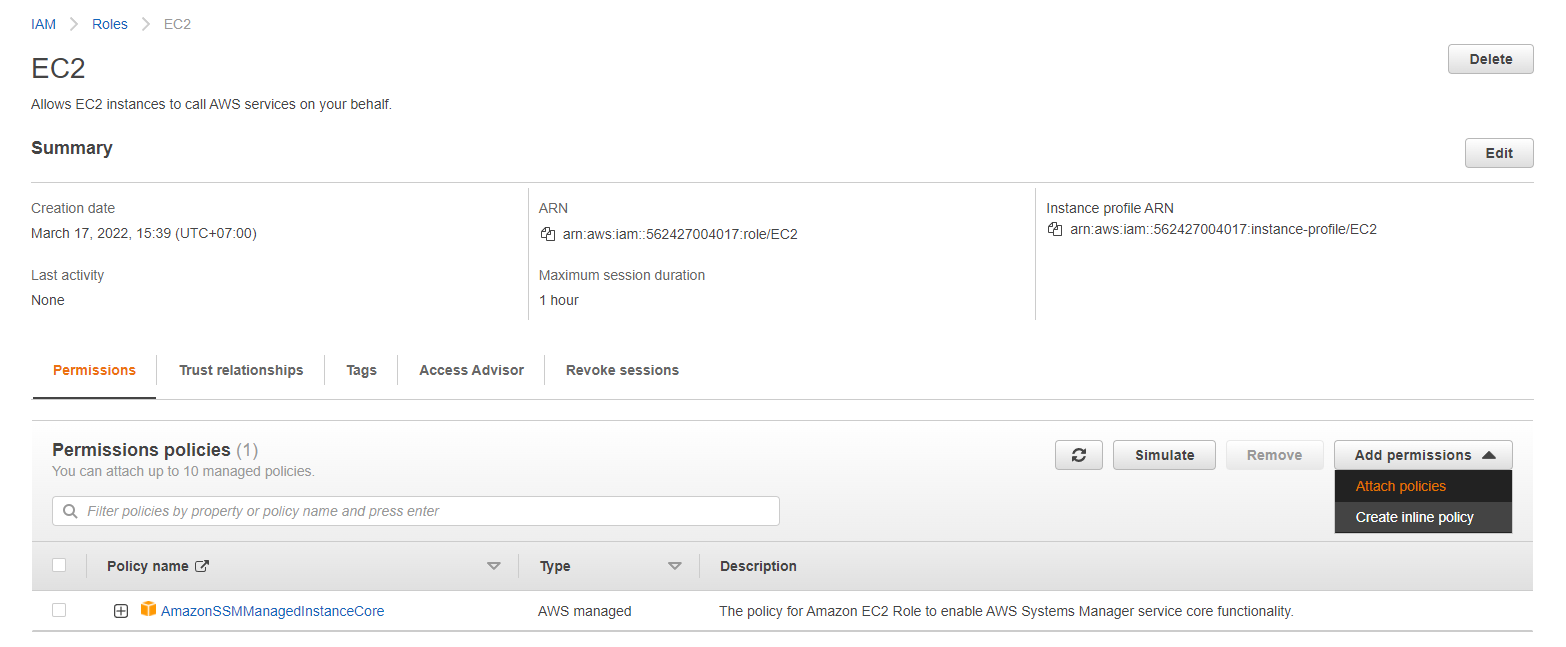 IAM > Roles > EC2
EC2
Delete
Allows EC2 instances to call AWS services on your behalf.
Summary
Edit
Creation date
March 17, 2022, 15:39 (UTC+07:00)
Last activity
None
ARN
arn:aws:iam::562427004017:role/EC2
Maximum session duration
1 hour
Instance profile ARN
arn:aws:iam::562427004017:instance-profile/EC2
Permissions Trust relationships Tags Access Advisor Revoke sessions
Permissions policies (1)
You can attach up to 10 managed policies.
Simulate Remove Add permissions
Attach policies
Create inline policy
Filter policies by property or policy name and press enter
Policy name Type Description
AmazonSSMManagedInstanceCore AWS managed The policy for Amazon EC2 Role to enable AWS Systems Manager service core functionality.